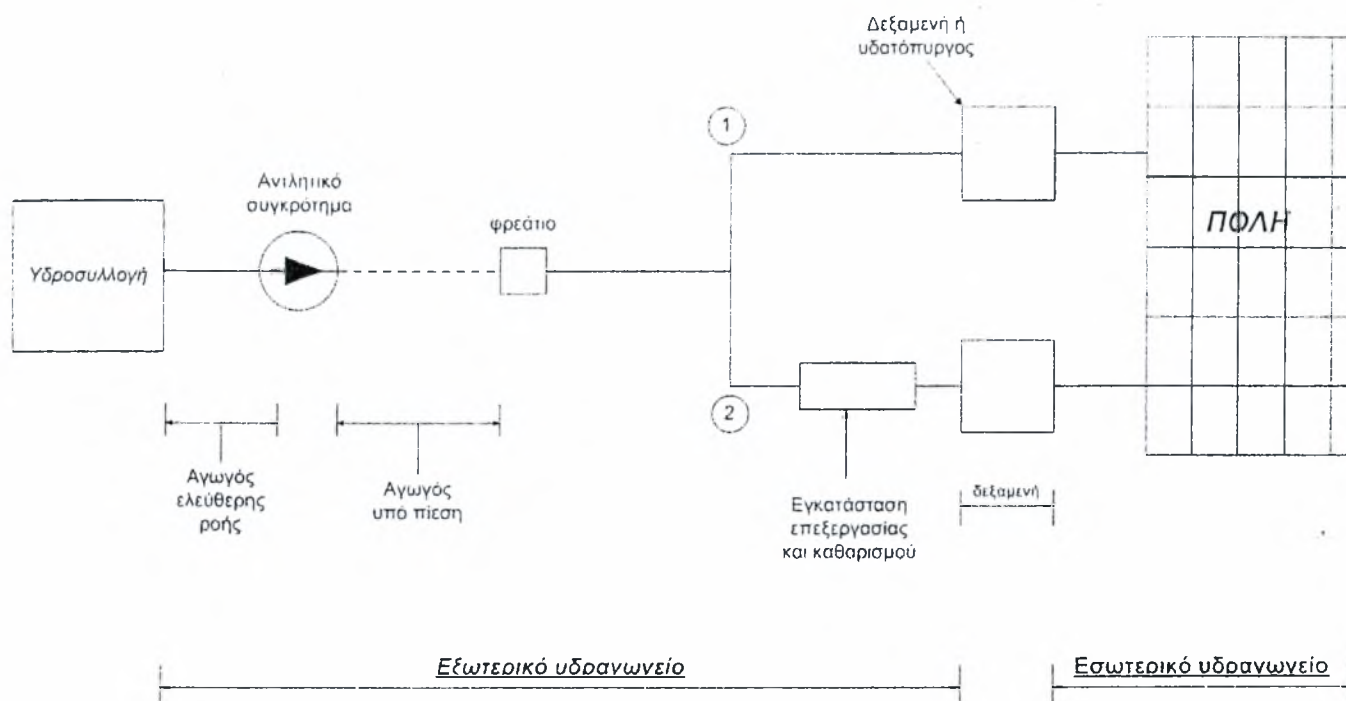 Δεξαμενή ή
υδατόπυργος
1
Αντλητικό
συγκρότημα
φρεάτιο
Υδροσυλλογή
ΠΟΛΗ
2
Αγωγός
ελεύθερης
ροής
Αγωγός
υπό πίεση
Εγκατάσταση
επεξεργασίας
και καθαρισμού
δεξαμενή
Εξωτερικό υδραγωγείο
Εσωτερικό υδραγωγείο